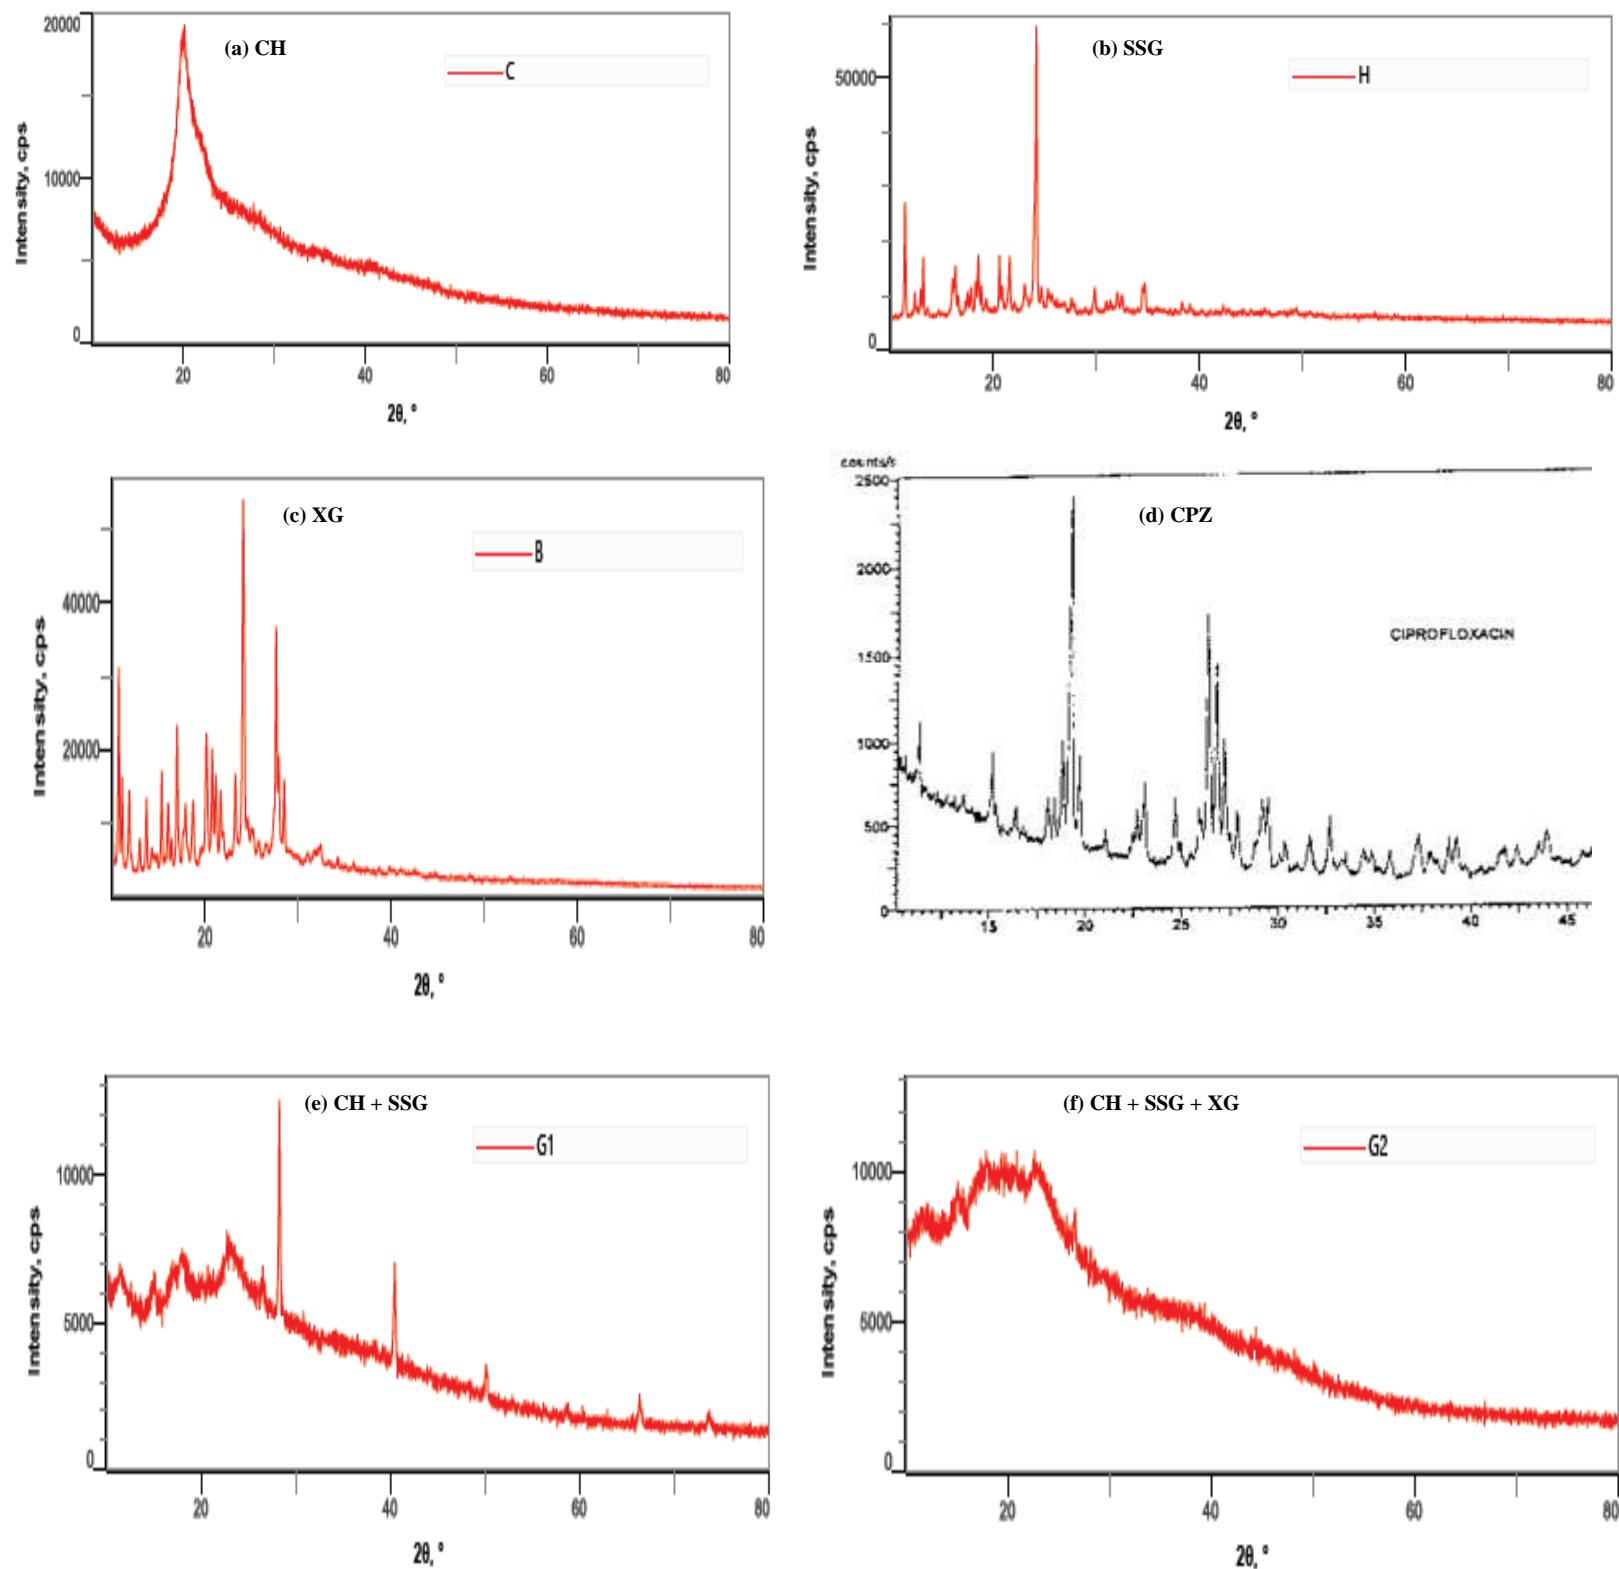 (a) CH
C
Intensity, cps
20000
10000
0
20
40
60
80
2θ, °
(b) SSG
H
Intensity, cps
50000
0
20
40
60
80
2θ, °
(c) XG
B
Intensity, cps
40000
20000
20
40
60
80
2θ, °
(d) CPZ
counts/s
CIPROFLOXACIN
2500
2000
1500
1000
500
0
15
20
25
30
35
40
45
(e) CH + SSG
G1
Intensity, cps
10000
5000
0
20
40
60
80
2θ, °
(f) CH + SSG + XG
G2
Intensity, cps
10000
5000
0
20
40
60
80
2θ, °